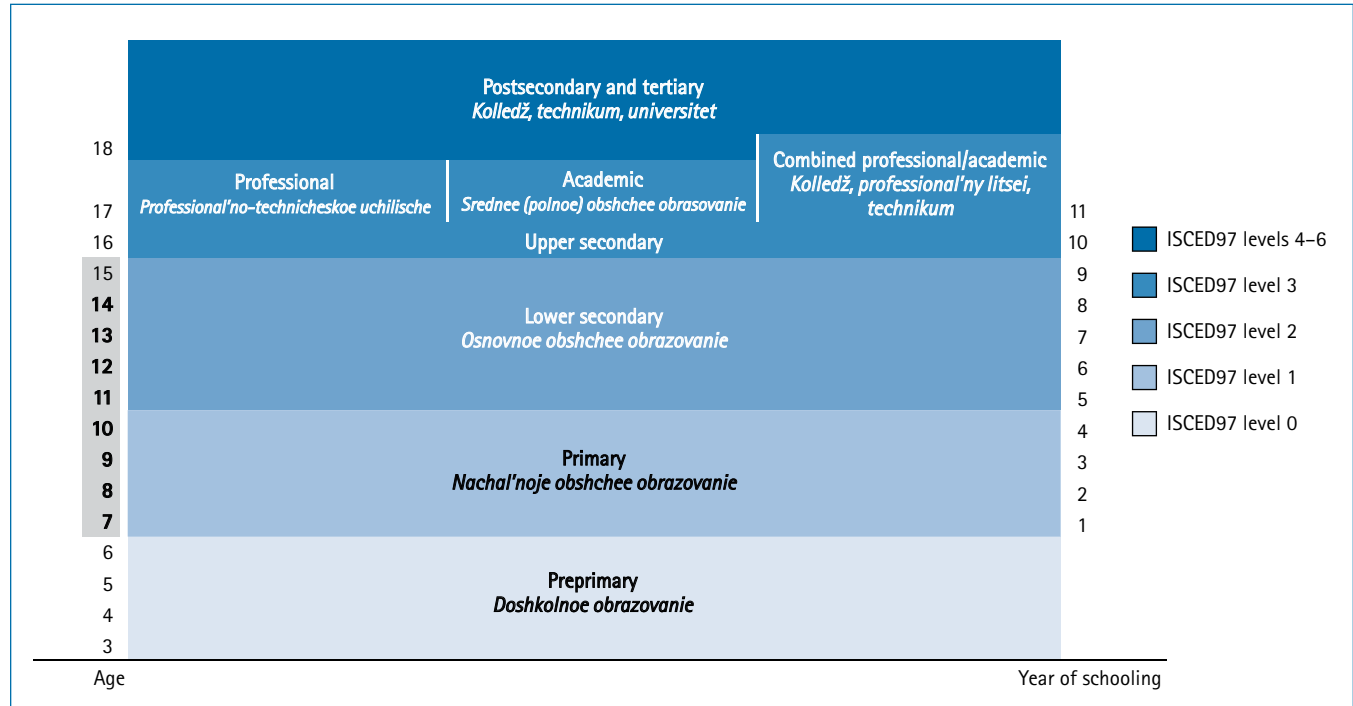 Postsecondary and tertiary
Kolledž, technikum, universitet
18
Professional
Professional'no-technicheskoe uchilische
Academic
Srednee (polnoe) obshchee obrasovanie
Combined professional/academic
Kolledž, professional'ny litsei,
technikum
17
11
16
Upper secondary
10
15
9
14
8
Lower secondary
Osnovnoe obshchee obrazovanie
13
7
12
6
11
5
10
4
9
3
Primary
Nachal'noje obshchee obrazovanie
8
2
7
1
6
5
Preprimary
Doshkolnoe obrazovanie
4
3
Age
Year of schooling
ISCED97 levels 4–6
ISCED97 level 3
ISCED97 level 2
ISCED97 level 1
ISCED97 level 0